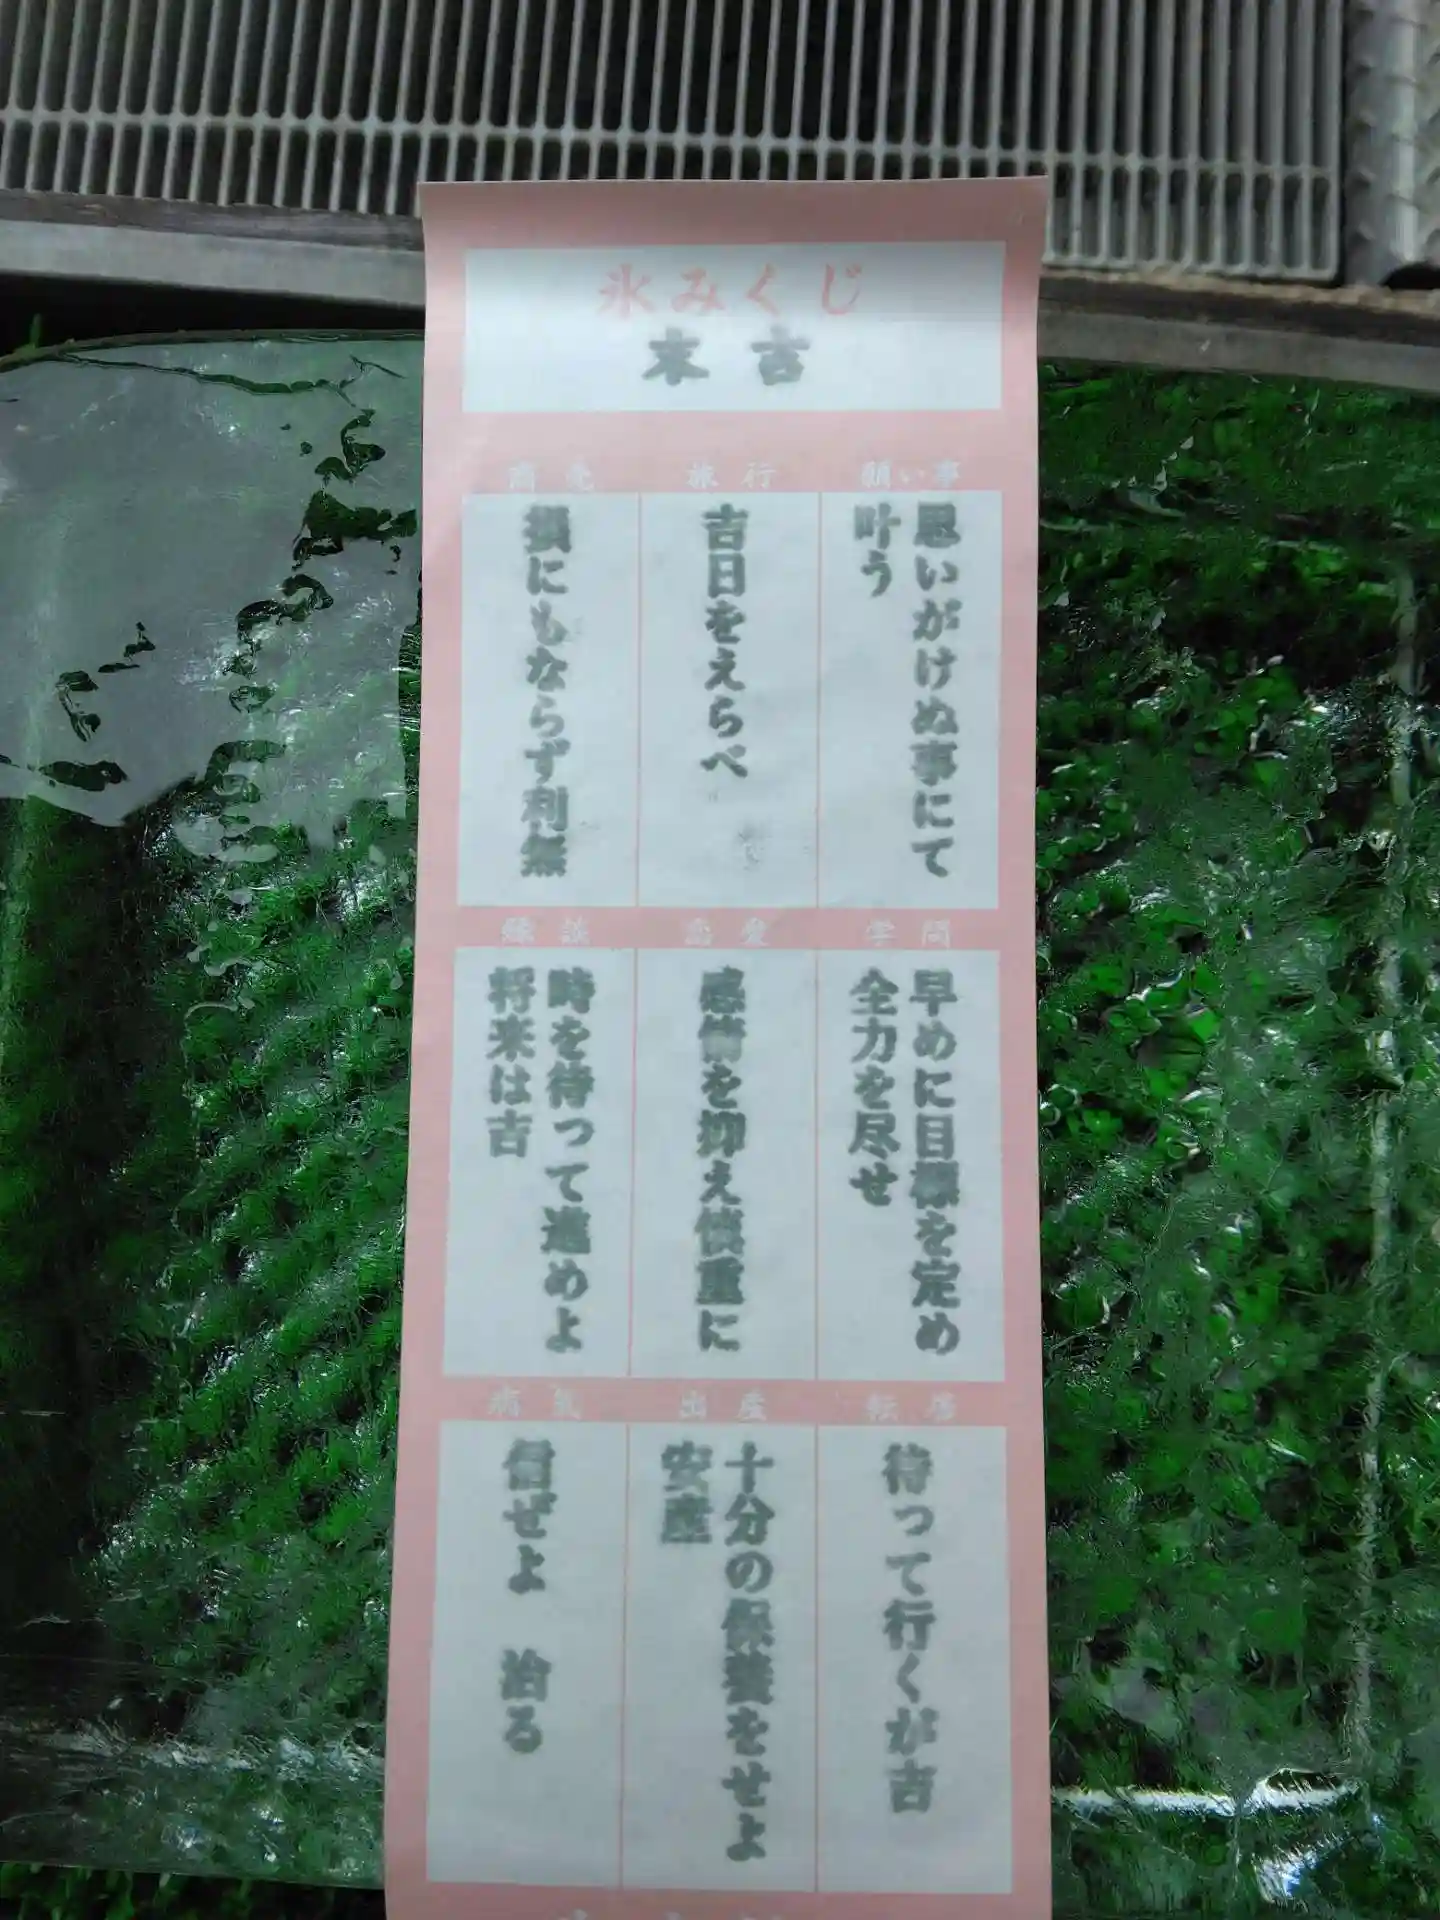 氷みくじ
末吉
願い事
思いがけぬ事にて
叶う
旅行
吉日をえらべ
商売
損にもならず利無
学問
早めに目標を定め
全力を尽せ
恋愛
感情を抑え慎重に
縁談
時を待って進めよ
将来は吉
転居
待って行くが吉
出産
十分の保養をせよ
安産
病気
信ぜよ 治る